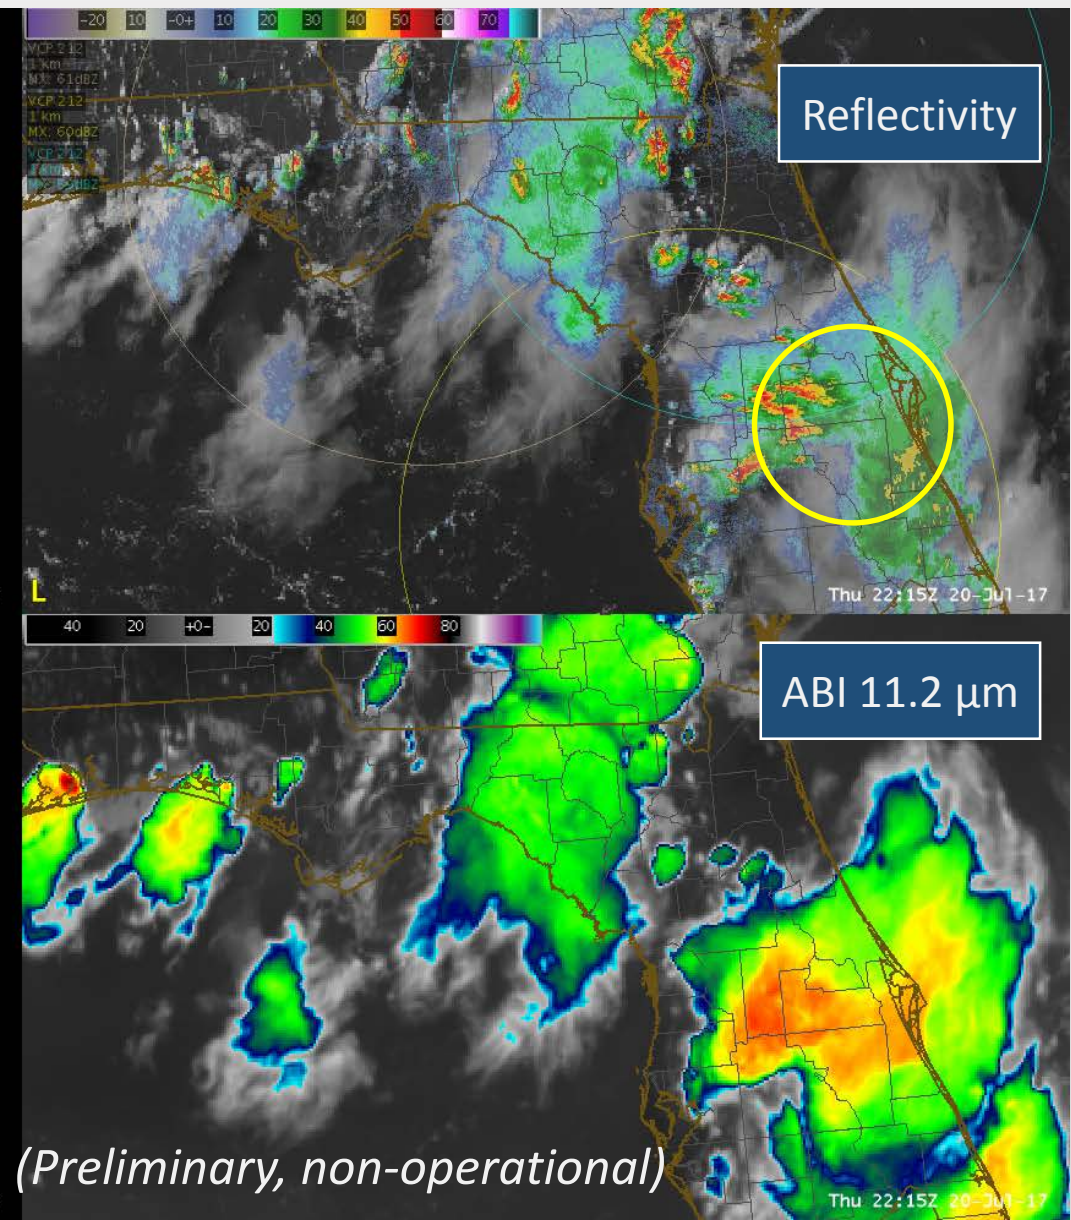 -20 10 -0+ 10 20 30 40 50 60 70
VCP 212
1 km
MX: 61dBZ
VCP 212
1 km
MX: 60dBZ
VCP 212
1 km
Reflectivity
L
Thu 22:15Z 20-Jul-17
40 20 +0- 20 40 60 80
ABI 11.2 μm
(Preliminary, non-operational)
Thu 22:15Z 20-Jul-17